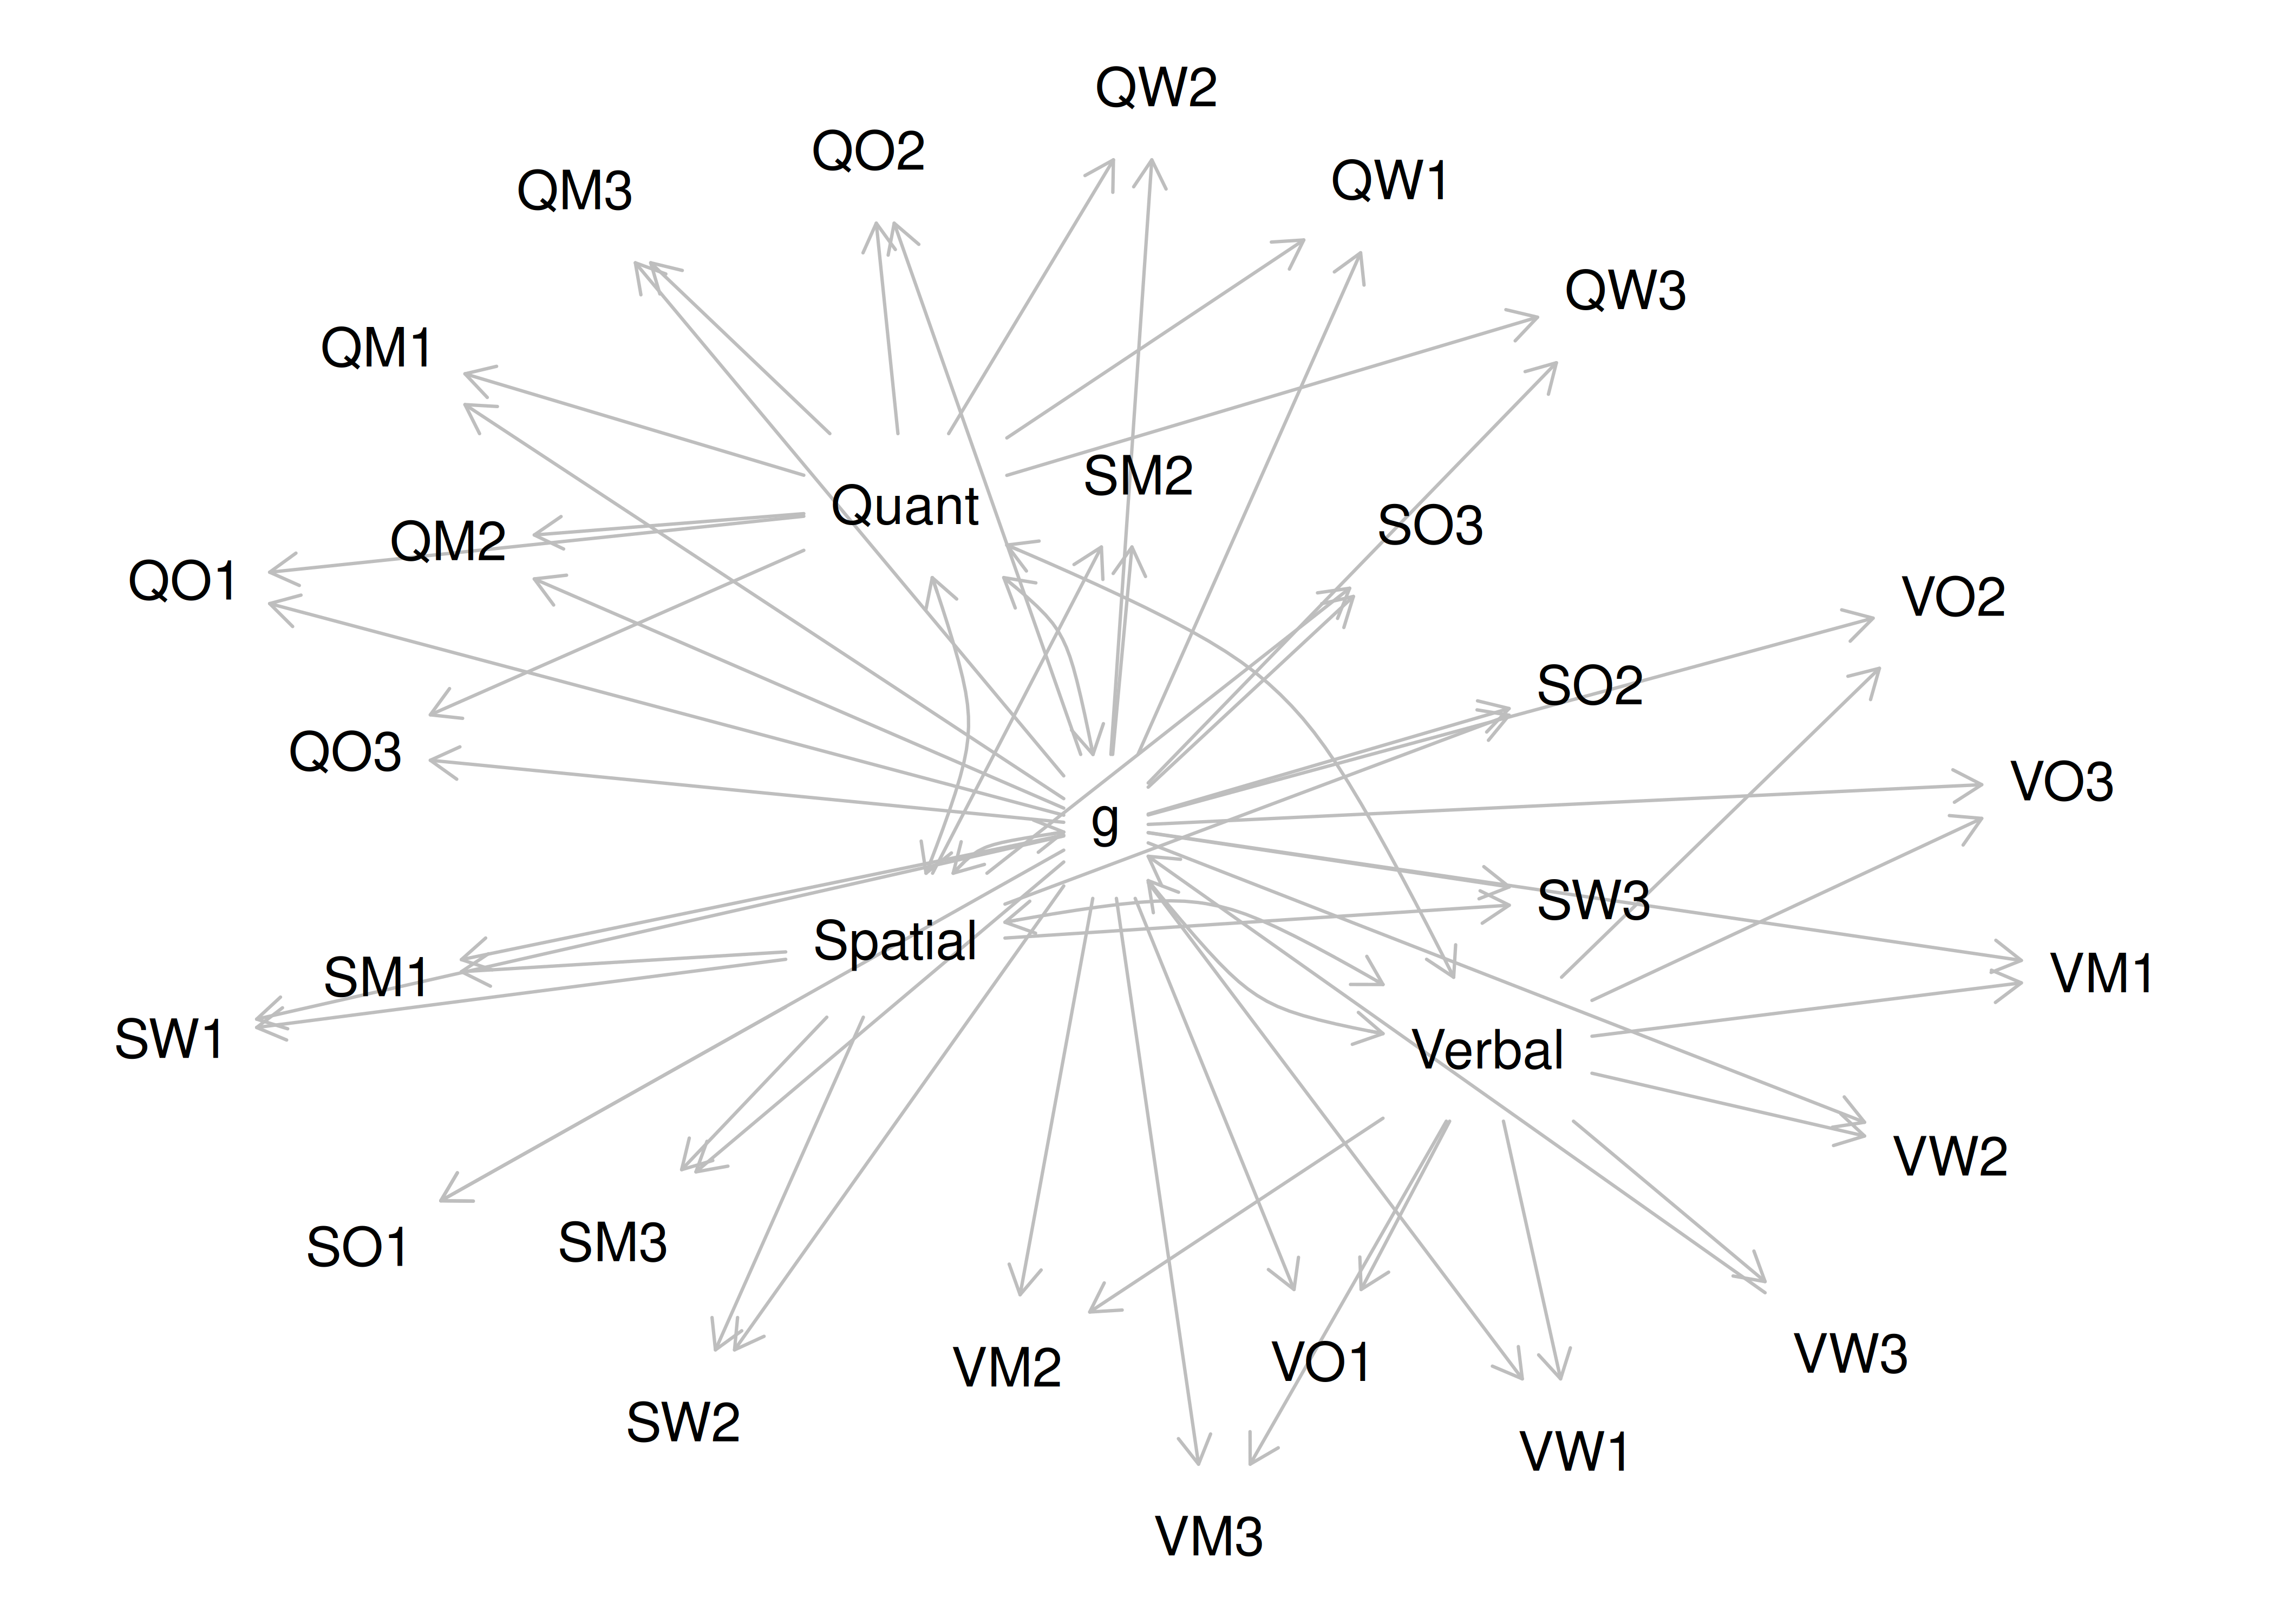 QW2
QO2
QW1
QM3
QW3
QM1
SM2
Quant
SO3
QM2
QO1
VO2
SO2
QO3
VO3
g
SW3
Spatial
SM1
VM1
SW1
Verbal
VW2
SO1
SM3
VW3
VO1
VM2
SW2
VW1
VM3